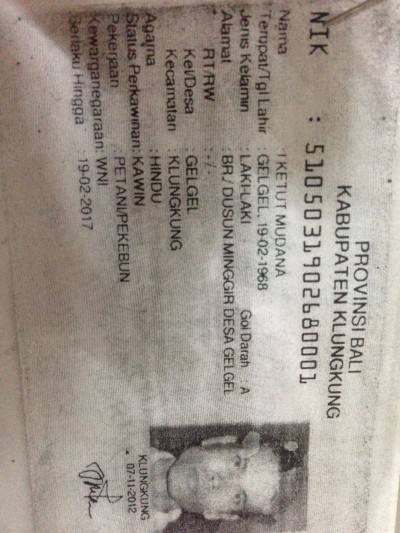 PROVINSI BALI
KABUPATEN KLUNGKUNG
NIK : 5105031902680001
Nama : I KETUT MUDANA
Tempat/Tgl Lahir : GELGEL, 19-02-1968
Jenis Kelamin : LAKI-LAKI Gol Darah : A
Alamat : BR./ DUSUN MINGGIR DESA GELGEL
RT/RW : -/-
Kel/Desa : GELGEL
Kecamatan : KLUNGKUNG
Agama : HINDU
Status Perkawinan: KAWIN
Pekerjaan : PETANI/PEKEBUN
Kewarganegaraan: WNI
Berlaku Hingga : 19-02-2017
KLUNGKUNG
07-11-2012